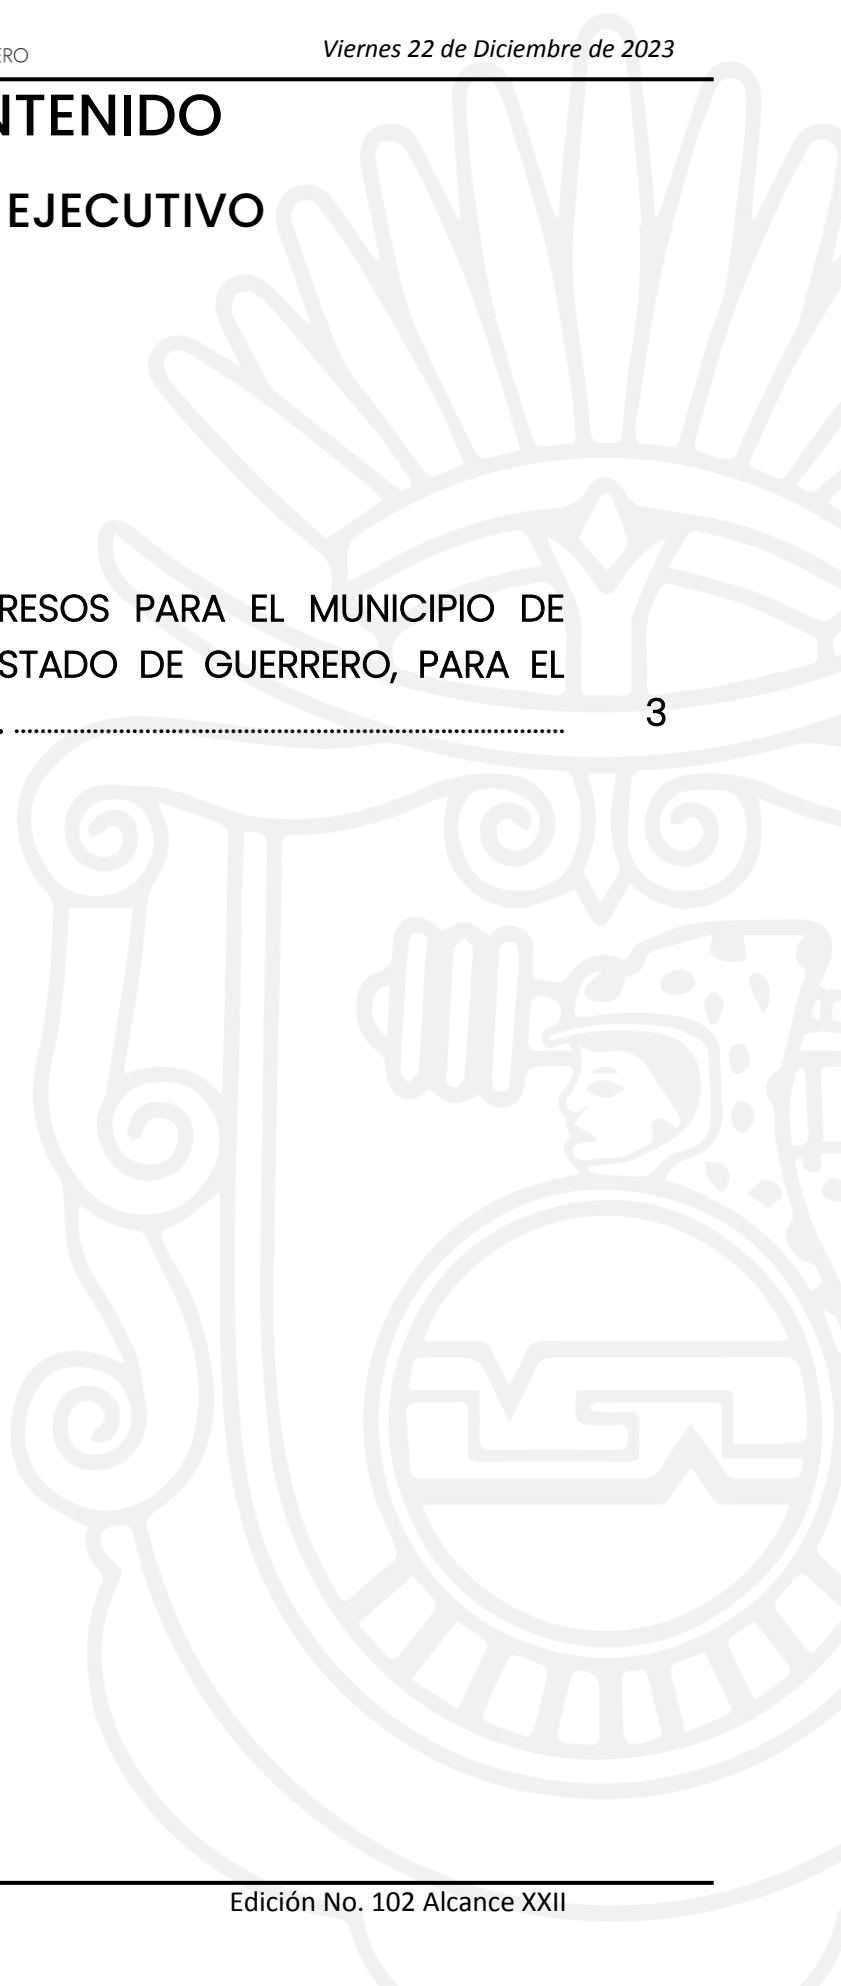 ERO
Viernes 22 de Diciembre de 2023
NTENIDO
EJECUTIVO
RESOS PARA EL MUNICIPIO DE
STADO DE GUERRERO, PARA EL
. ....................................................................................
3
Edición No. 102 Alcance XXII